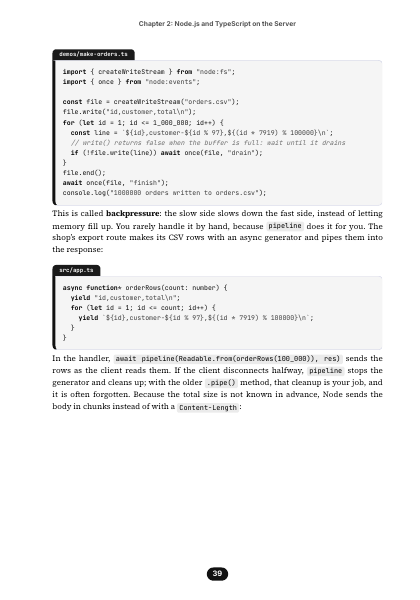 Chapter 2: Node.js and TypeScript on the Server
demos/make-orders.ts
import { createWriteStream } from "node:fs";
import { once } from "node:events";
const file = createWriteStream("orders.csv");
file.write("id,customer,total\n");
for (let id = 1; id <= 1_000_000; id++) {
  const line = `${id},customer-${id % 97},${(id * 7919) % 100000}\n`;
  // write() returns false when the buffer is full: wait until it drains
  if (!file.write(line)) await once(file, "drain");
}
file.end();
await once(file, "finish");
console.log("1000000 orders written to orders.csv");
This is called backpressure: the slow side slows down the fast side, instead of letting
memory fill up. You rarely handle it by hand, because pipeline does it for you. The
shop's export route makes its CSV rows with an async generator and pipes them into
the response:
src/app.ts
async function* orderRows(count: number) {
  yield "id,customer,total\n";
  for (let id = 1; id <= count; id++) {
    yield `${id},customer-${id % 97},${(id * 7919) % 100000}\n`;
  }
}
In the handler, await pipeline(Readable.from(orderRows(100_000)), res) sends the
rows as the client reads them. If the client disconnects halfway, pipeline stops the
generator and cleans up; with the older .pipe() method, that cleanup is your job, and
it is often forgotten. Because the total size is not known in advance, Node sends the
body in chunks instead of with a Content-Length:
39